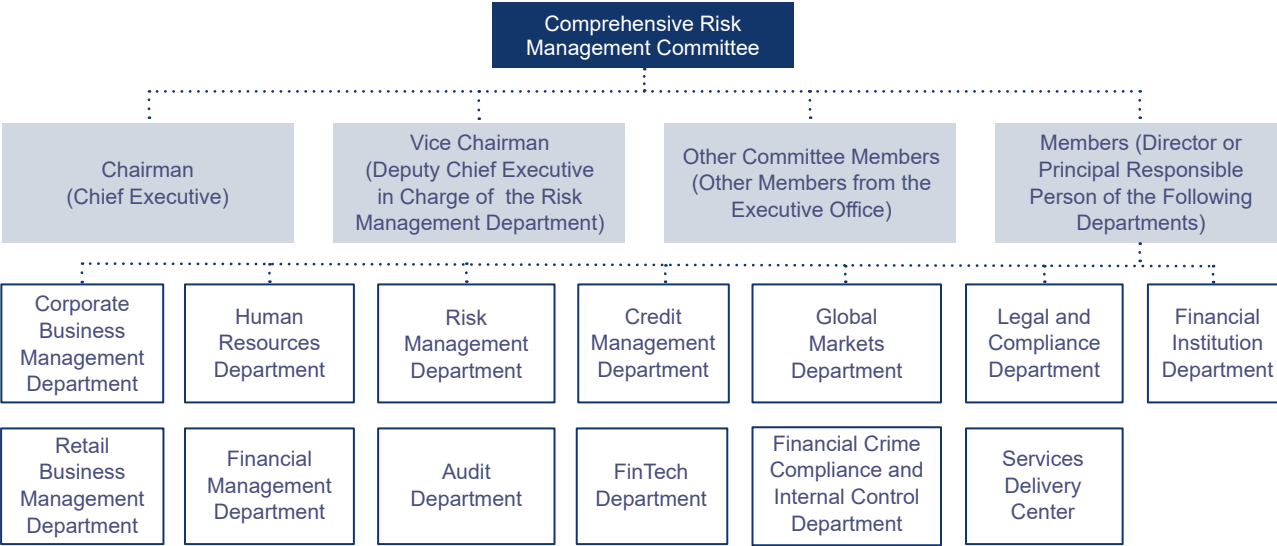 Comprehensive Risk
Management Committee
Chairman
(Chief Executive)
Vice Chairman
(Deputy Chief Executive
in Charge of the Risk
Management Department)
Other Committee Members
(Other Members from the
Executive Office)
Members (Director or
Principal Responsible
Person of the Following
Departments)
Corporate
Business
Management
Department
Human
Resources
Department
Risk
Management
Department
Credit
Management
Department
Global
Markets
Department
Legal and
Compliance
Department
Financial
Institution
Department
Retail
Business
Management
Department
Financial
Management
Department
Audit
Department
FinTech
Department
Financial Crime
Compliance and
Internal Control
Department
Services
Delivery
Center